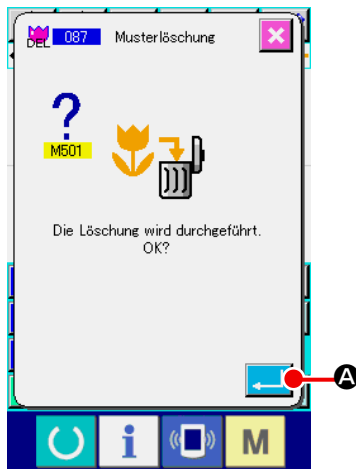 DEL 087 Musterlöschung
?
M501
Die Löschung wird durchgeführt.
OK?
A
i M